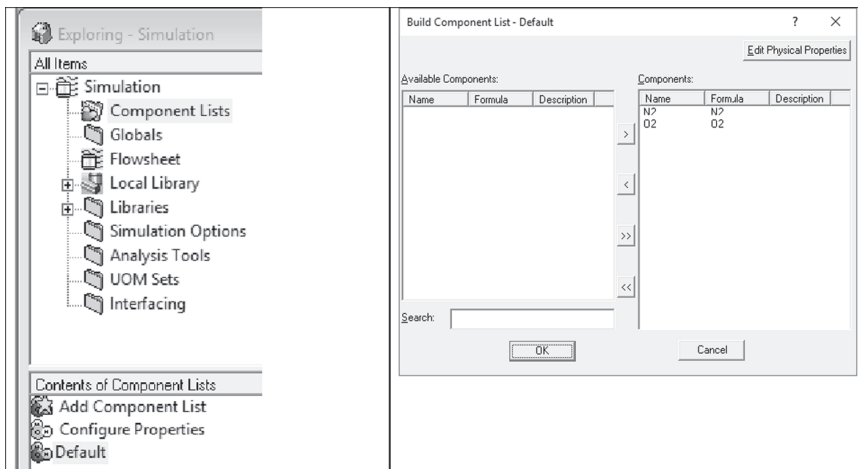 Exploring - Simulation
All Items
Simulation
Component Lists
Globals
Flowsheet
Local Library
Libraries
Simulation Options
Analysis Tools
UOM Sets
Interfacing
Contents of Component Lists
Add Component List
Configure Properties
Default
Build Component List - Default ? ×
Edit Physical Properties
Available Components:
Name Formula Description
Components:
Name Formula Description
N2 N2
O2 O2
>
<
>>
<<
Search:
OK Cancel